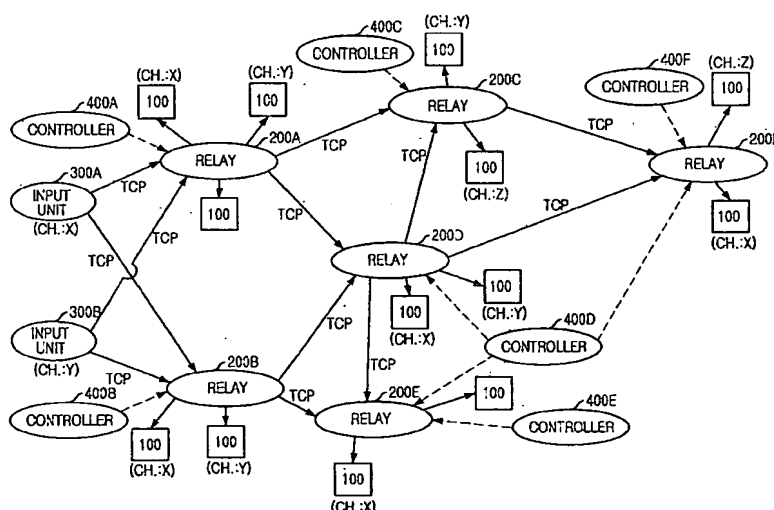 400C
CONTROLLER
(CH.:Y)
100
200C
RELAY
TCP
100
(CH.:Z)
400F
CONTROLLER
(CH.:Z)
100
RELAY
100
(CH.:X)
400A
CONTROLLER
(CH.:X)
100
(CH.:Y)
100
200A
RELAY
TCP
100
300A
INPUT
UNIT
(CH.:X)
TCP
TCP
TCP
TCP
TCP
TCP
200D
RELAY
100
(CH.:X)
100
(CH.:Y)
300B
INPUT
UNIT
(CH.:Y)
TCP
400B
CONTROLLER
200B
RELAY
100
(CH.:X)
100
(CH.:Y)
TCP
TCP
TCP
200E
RELAY
100
100
(CH.:X)
400D
CONTROLLER
400E
CONTROLLER